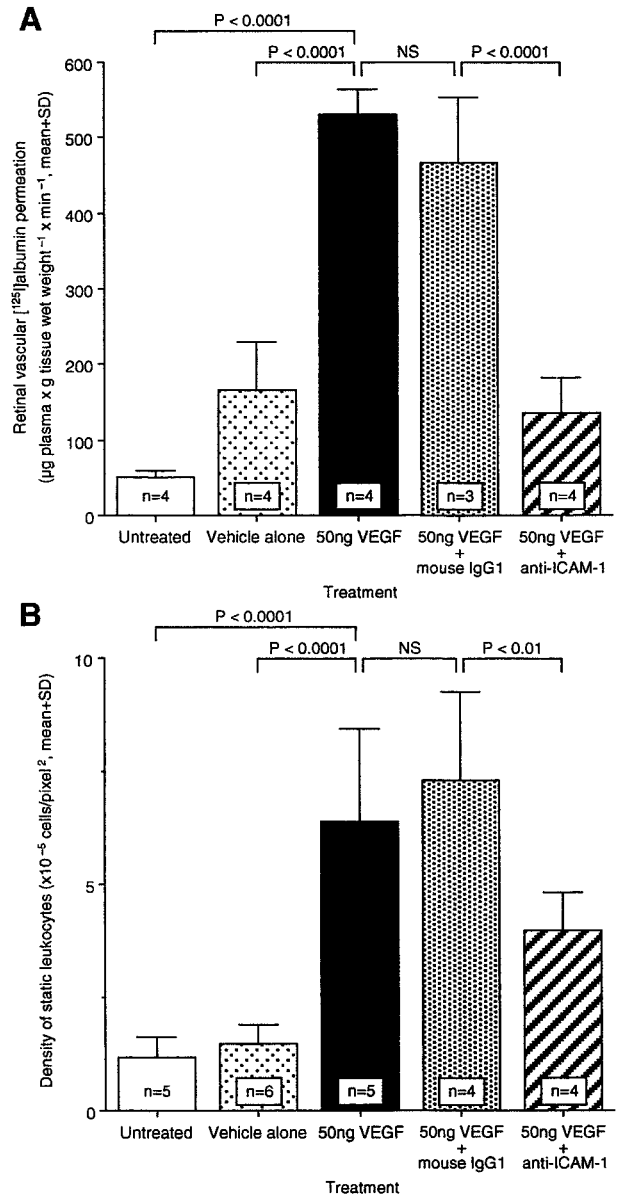 A
P < 0.0001
P < 0.0001 NS P < 0.0001
Retinal vascular [¹²⁵I]albumin permeation
(µg plasma x g tissue wet weight⁻¹ x min⁻¹, mean+SD)
600
500
400
300
200
100
0
n=4 n=4 n=4 n=3 n=4
Untreated Vehicle alone 50ng VEGF 50ng VEGF 50ng VEGF
+ +
mouse IgG1 anti-ICAM-1
Treatment
B
P < 0.0001
P < 0.0001 NS P < 0.01
Density of static leukocytes (x10⁻⁵ cells/pixel², mean+SD)
10
5
0
n=5 n=6 n=5 n=4 n=4
Untreated Vehicle alone 50ng VEGF 50ng VEGF 50ng VEGF
+ +
mouse IgG1 anti-ICAM-1
Treatment